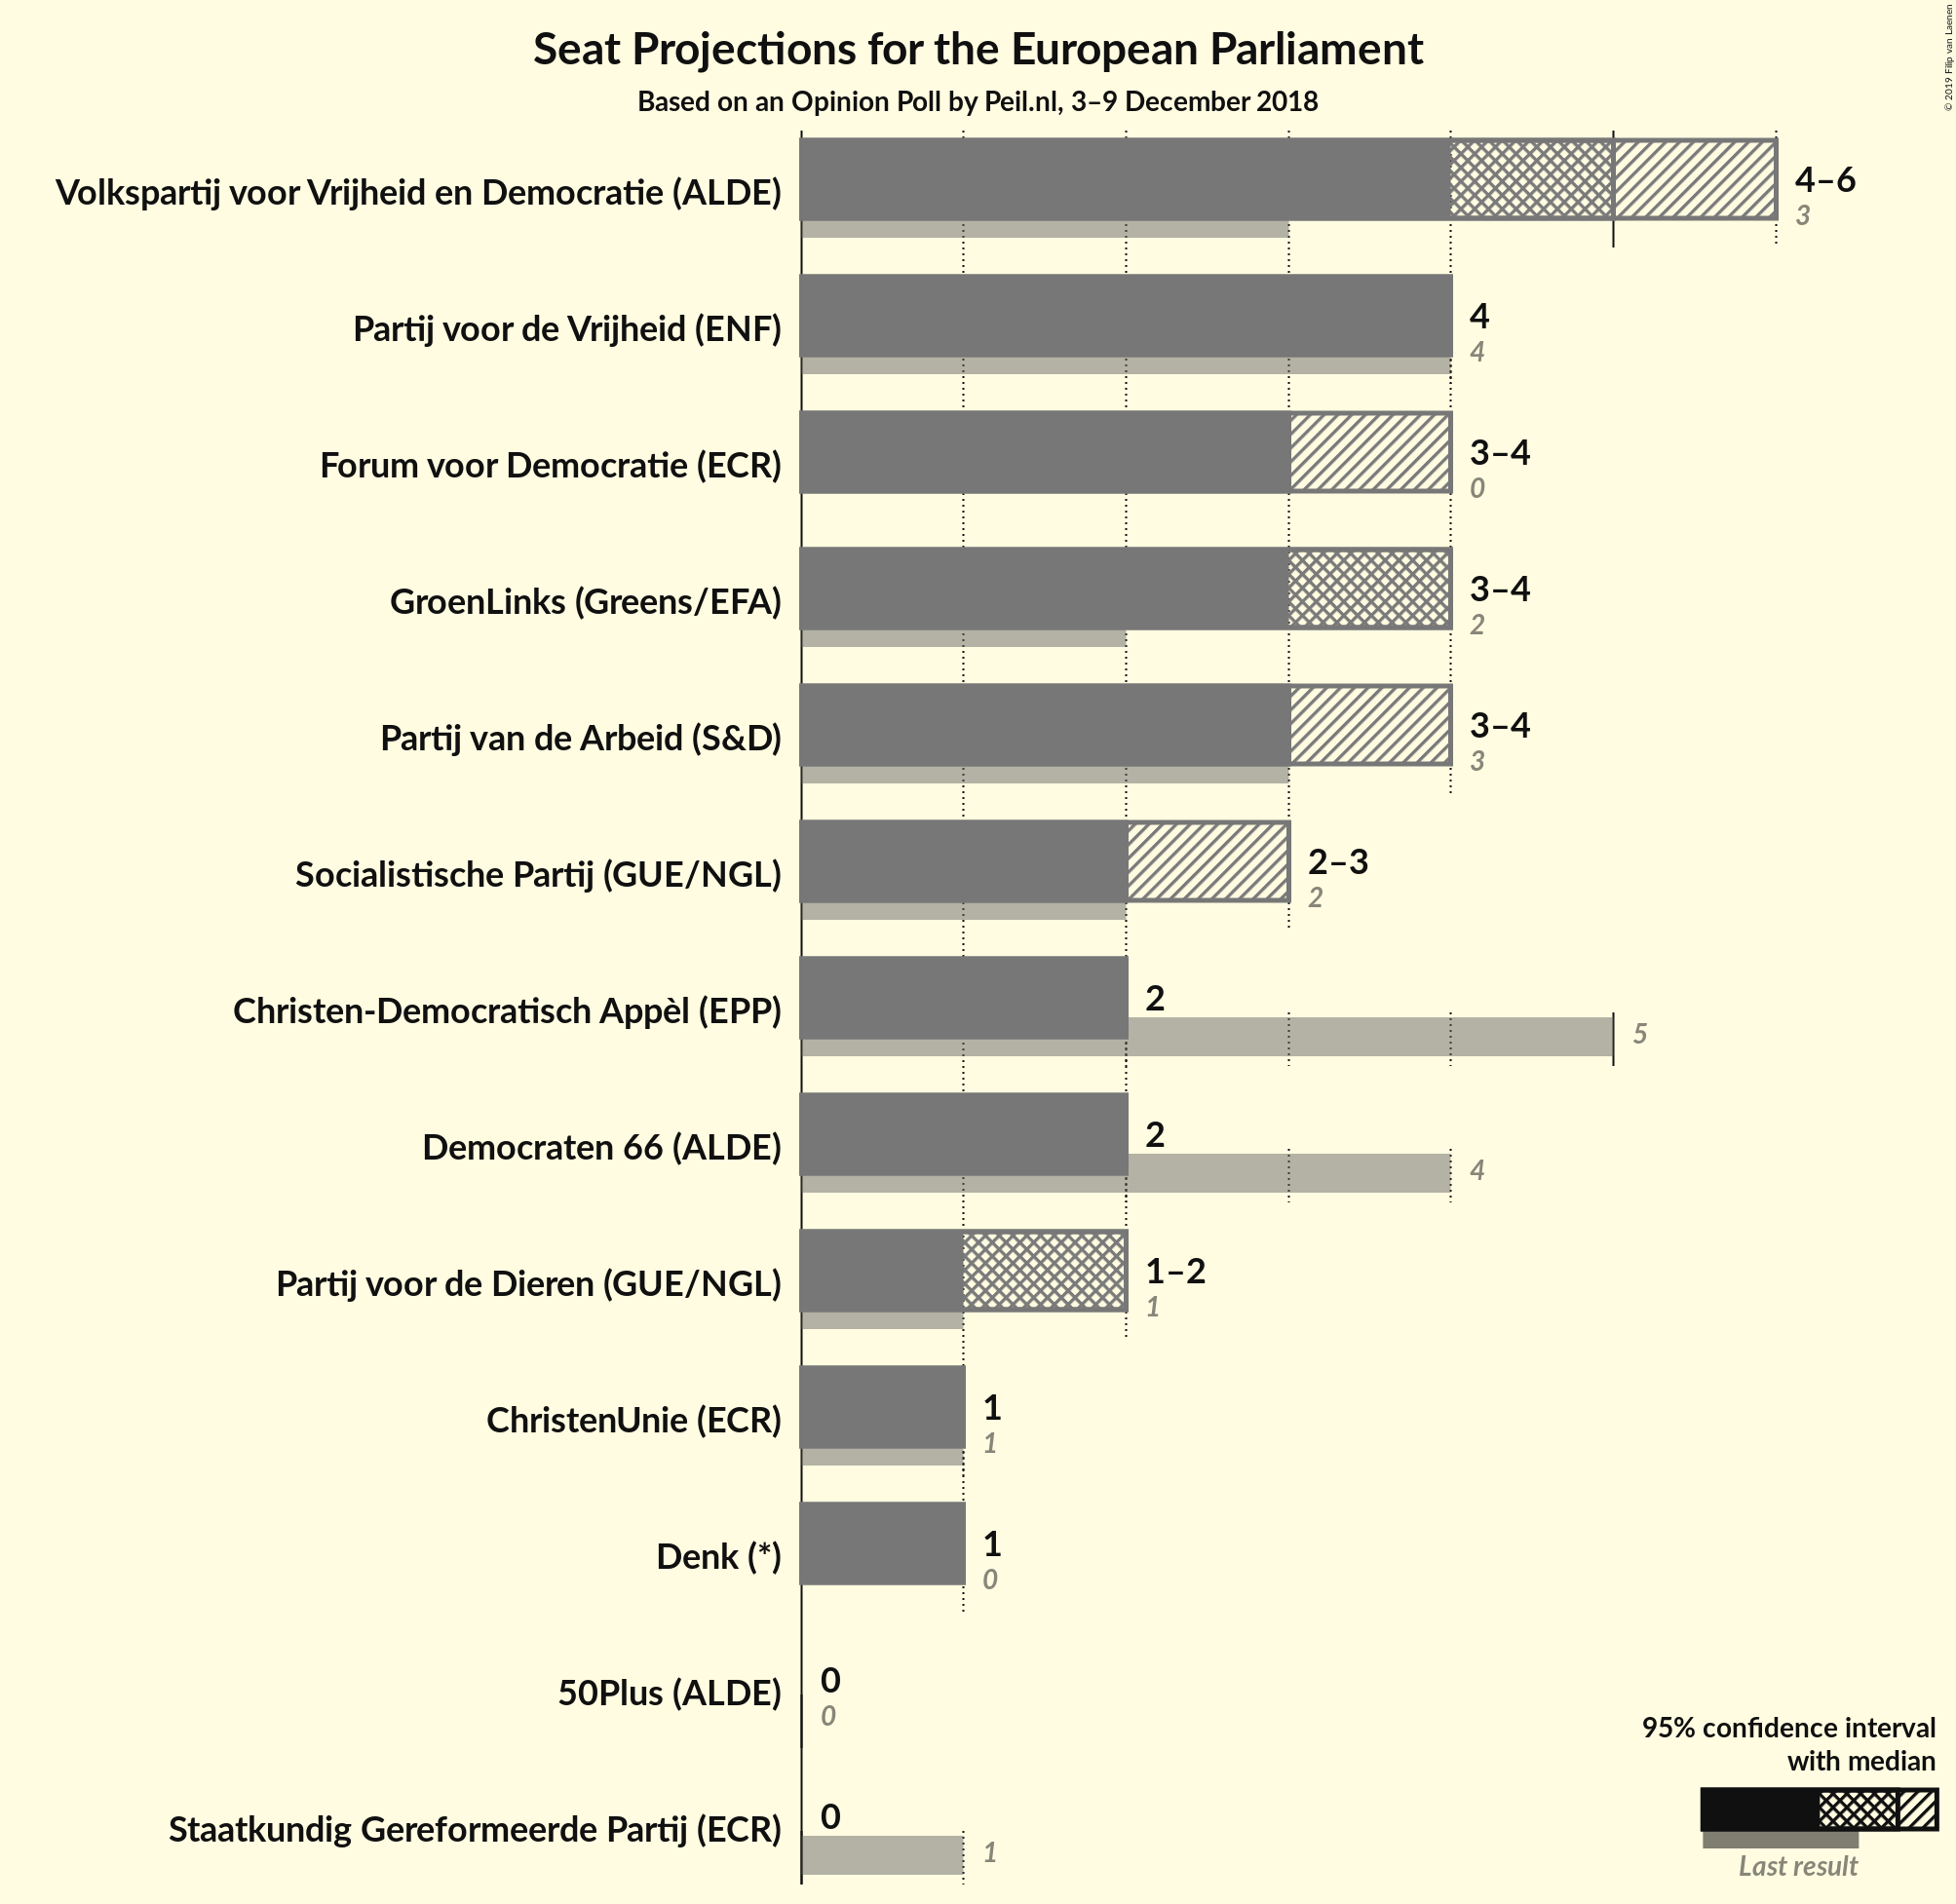 Seat Projections for the European Parliament
Based on an Opinion Poll by Peil.nl, 3–9 December 2018
© 2019 Filip van Laenen
Volkspartij voor Vrijheid en Democratie (ALDE)
4–6
3
Partij voor de Vrijheid (ENF)
4
4
Forum voor Democratie (ECR)
3–4
0
GroenLinks (Greens/EFA)
3–4
2
Partij van de Arbeid (S&D)
3–4
3
Socialistische Partij (GUE/NGL)
2–3
2
Christen-Democratisch Appèl (EPP)
2
5
Democraten 66 (ALDE)
2
4
Partij voor de Dieren (GUE/NGL)
1–2
1
ChristenUnie (ECR)
1
1
Denk (*)
1
0
50Plus (ALDE)
0
0
Staatkundig Gereformeerde Partij (ECR)
0
1
95% confidence interval
with median
Last result